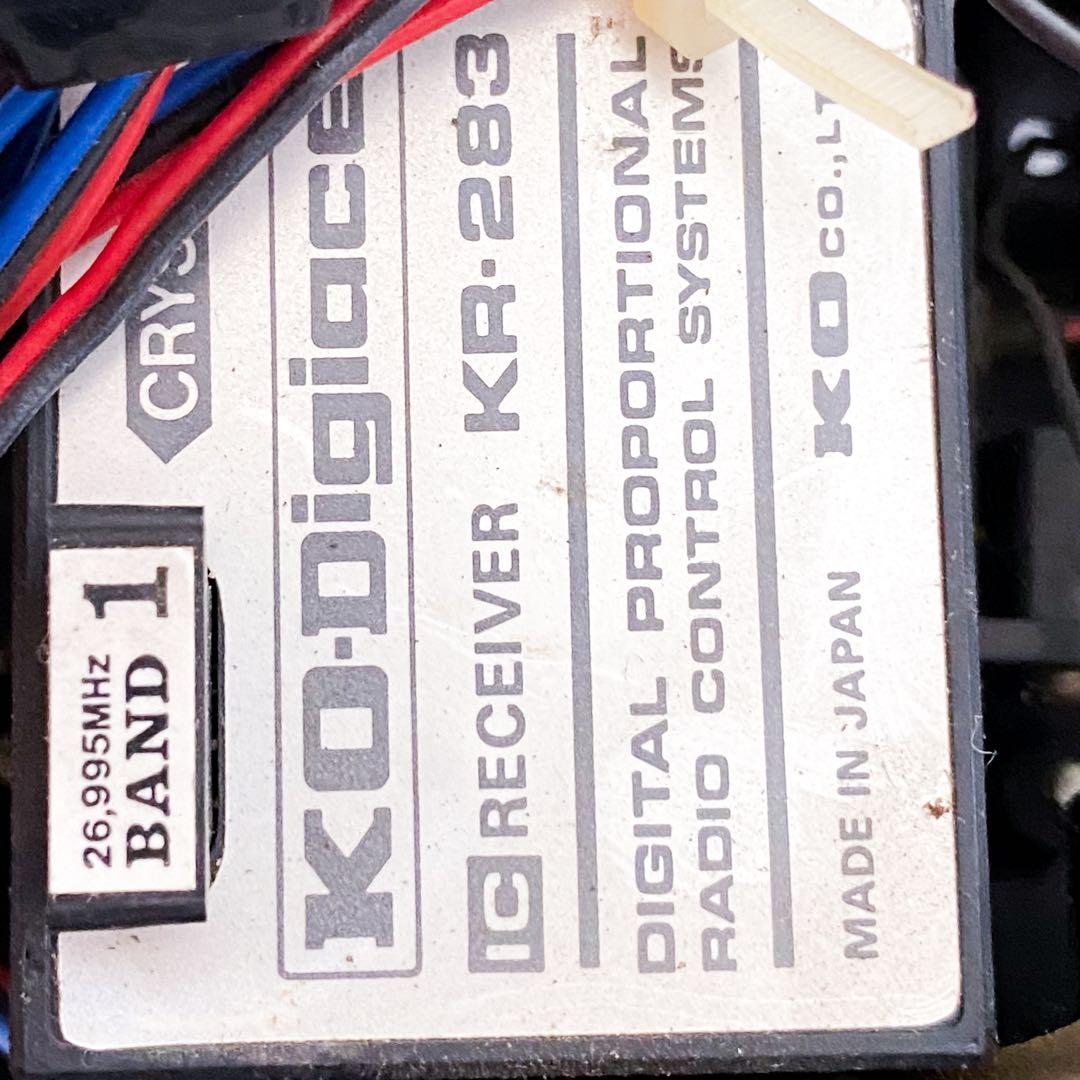 26,995MHz
BAND 1
KO·Digiace
IC RECEIVER KR·283
DIGITAL PROPORTIONAL
RADIO CONTROL SYSTEMS
MADE IN JAPAN KO CO.,LT